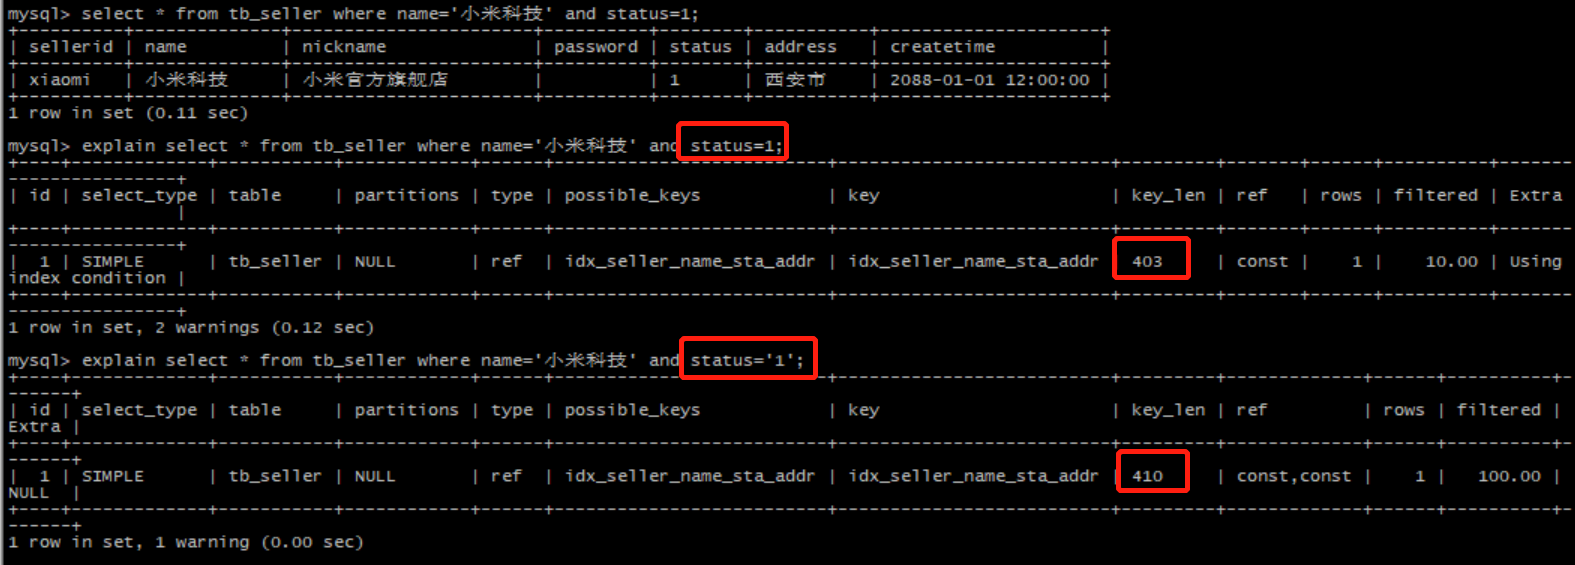 mysql> select * from tb_seller where name='小米科技' and status=1;
+----------+--------------+------------------------+----------+--------+-----------+---------------------+
| sellerid | name | nickname | password | status | address | createtime |
+----------+--------------+------------------------+----------+--------+-----------+---------------------+
| xiaomi | 小米科技 | 小米官方旗舰店 | | 1 | 西安市 | 2088-01-01 12:00:00 |
+----------+--------------+------------------------+----------+--------+-----------+---------------------+
1 row in set (0.11 sec)
mysql> explain select * from tb_seller where name='小米科技' and status=1;
+----+-------------+-----------+------------+------+--------------------------+--------------------------+---------+-------+------+----------+-------
----------------+
| id | select_type | table | partitions | type | possible_keys | key | key_len | ref | rows | filtered | Extra
|
+----+-------------+-----------+------------+------+--------------------------+--------------------------+---------+-------+------+----------+-------
----------------+
| 1 | SIMPLE | tb_seller | NULL | ref | idx_seller_name_sta_addr | idx_seller_name_sta_addr | 403 | const | 1 | 10.00 | Using
index condition |
+----+-------------+-----------+------------+------+--------------------------+--------------------------+---------+-------+------+----------+-------
----------------+
1 row in set, 2 warnings (0.12 sec)
mysql> explain select * from tb_seller where name='小米科技' and status='1';
+----+-------------+-----------+------------+------+--------------------------+--------------------------+---------+-------------+------+----------+-
------+
| id | select_type | table | partitions | type | possible_keys | key | key_len | ref | rows | filtered |
Extra |
+----+-------------+-----------+------------+------+--------------------------+--------------------------+---------+-------------+------+----------+-
------+
| 1 | SIMPLE | tb_seller | NULL | ref | idx_seller_name_sta_addr | idx_seller_name_sta_addr | 410 | const,const | 1 | 100.00 |
NULL |
+----+-------------+-----------+------------+------+--------------------------+--------------------------+---------+-------------+------+----------+-
------+
1 row in set, 1 warning (0.00 sec)